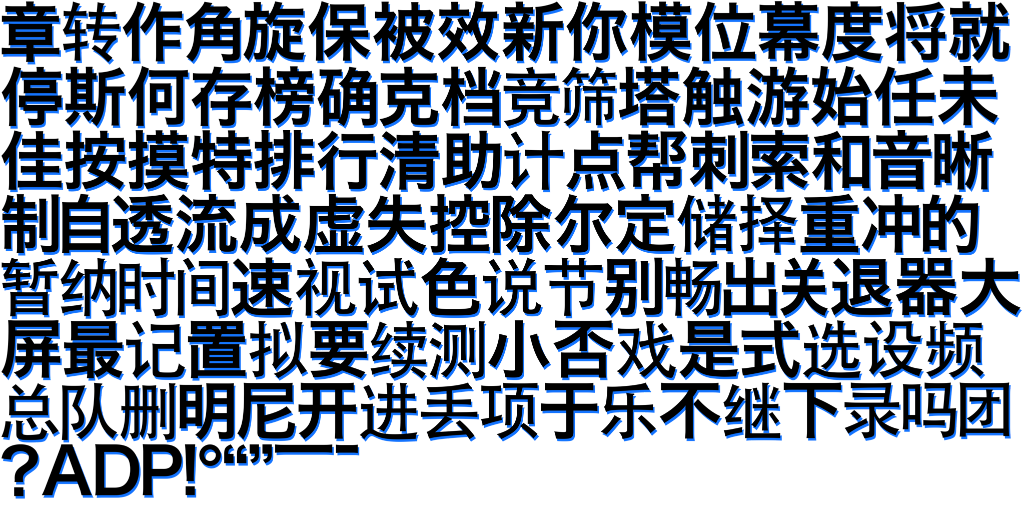 章转作角旋保被效新你模位幕度将就
停斯何存榜确克档竞筛塔触游始任未
佳按摸特排行清助计点帮刺索和音晰
制自透流成虚失控除尔定储择重冲的
暂纳时间速视试色说节别畅出关退器大
屏最记置拟要续测小否戏是式选设频
总队删明尼开进丢项于乐不继下录吗团
?ADP!°“”一-